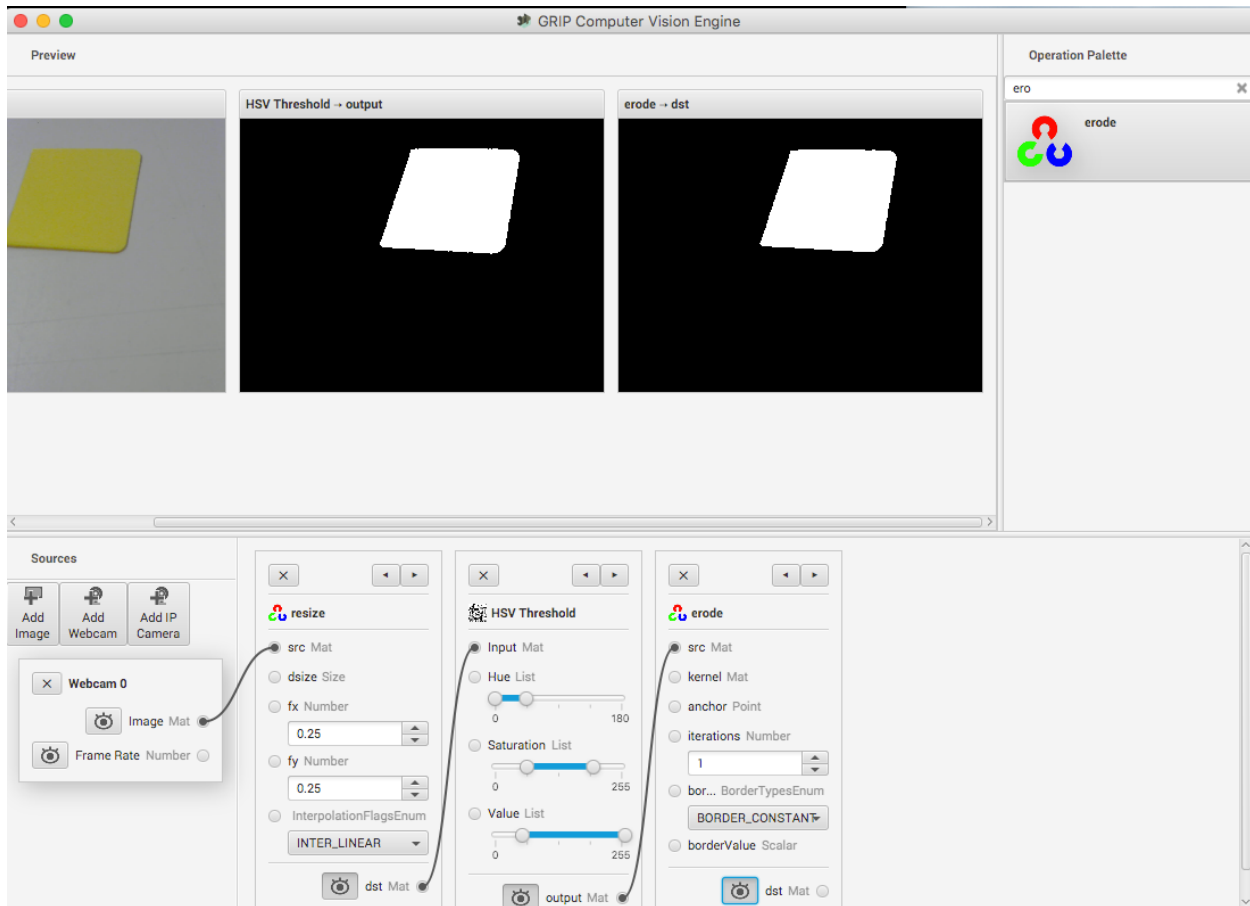 GRIP Computer Vision Engine
Preview
Operation Palette
ero
erode
HSV Threshold → output
erode → dst
Sources
Add Image
Add Webcam
Add IP Camera
Webcam 0
Image Mat
Frame Rate Number
resize
src Mat
dsize Size
fx Number
0.25
fy Number
0.25
InterpolationFlagsEnum
INTER_LINEAR
dst Mat
HSV Threshold
Input Mat
Hue List
0 180
Saturation List
0 255
Value List
0 255
output Mat
erode
src Mat
kernel Mat
anchor Point
iterations Number
1
bor... BorderTypesEnum
BORDER_CONSTANT
borderValue Scalar
dst Mat